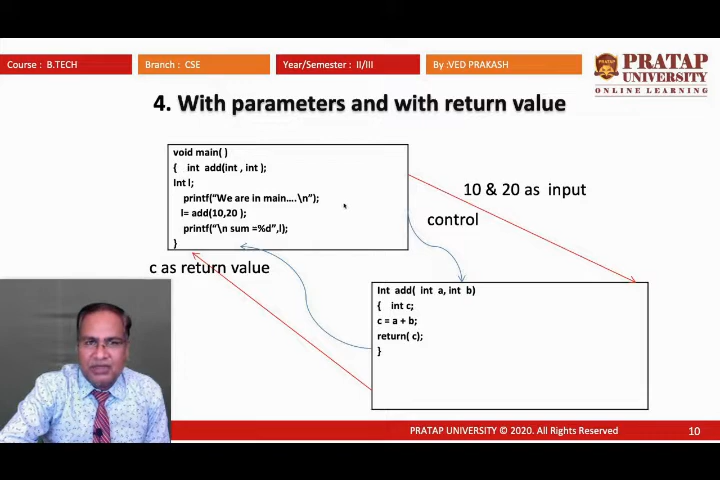 Course : B.TECH
Branch : CSE
Year/Semester : II/III
By :VED PRAKASH
PRATAP
PRATAP
UNIVERSITY
ONLINE LEARNING
4. With parameters and with return value
void main( )
{ int add(int , int );
Int l;
printf(“We are in main....\n”);
l= add(10,20 );
printf(“\n sum =%d”,l);
}
10 & 20 as input
control
c as return value
Int add( int a, int b)
{ int c;
c = a + b;
return( c);
}
PRATAP UNIVERSITY © 2020. All Rights Reserved
10